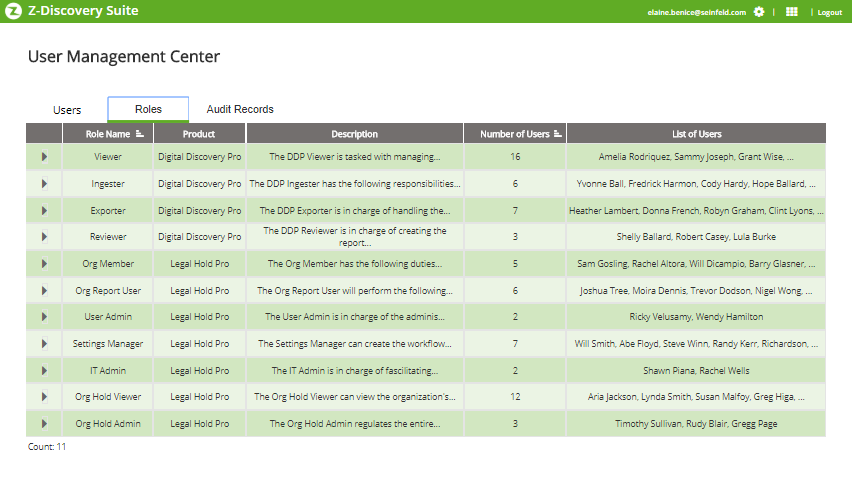 Z Z-Discovery Suite elaine.benice@seinfeld.com | | Logout
User Management Center
Users Roles Audit Records
Role Name Product Description Number of Users List of Users
Viewer Digital Discovery Pro The DDP Viewer is tasked with managing... 16 Amelia Rodriquez, Sammy Joseph, Grant Wise, ...
Ingester Digital Discovery Pro The DDP Ingester has the following responsibilities... 6 Yvonne Ball, Fredrick Harmon, Cody Hardy, Hope Ballard, ...
Exporter Digital Discovery Pro The DDP Exporter is in charge of handling the... 7 Heather Lambert, Donna French, Robyn Graham, Clint Lyons, ...
Reviewer Digital Discovery Pro The DDP Reviewer is in charge of creating the report... 3 Shelly Ballard, Robert Casey, Lula Burke
Org Member Legal Hold Pro The Org Member has the following duties... 5 Sam Gosling, Rachel Altora, Will Dicampio, Barry Glasner, ...
Org Report User Legal Hold Pro The Org Report User will perform the following... 6 Joshua Tree, Moira Dennis, Trevor Dodson, Nigel Wong, ...
User Admin Legal Hold Pro The User Admin is in charge of the adminis... 2 Ricky Velusamy, Wendy Hamilton
Settings Manager Legal Hold Pro The Settings Manager can create the workflow... 7 Will Smith, Abe Floyd, Steve Winn, Randy Kerr, Richardson, ...
IT Admin Legal Hold Pro The IT Admin is in charge of fascilitating... 2 Shawn Piana, Rachel Wells
Org Hold Viewer Legal Hold Pro The Org Hold Viewer can view the organization's... 12 Aria Jackson, Lynda Smith, Susan Malfoy, Greg Higa, ...
Org Hold Admin Legal Hold Pro The Org Hold Admin regulates the entire... 3 Timothy Sullivan, Rudy Blair, Gregg Page
Count: 11